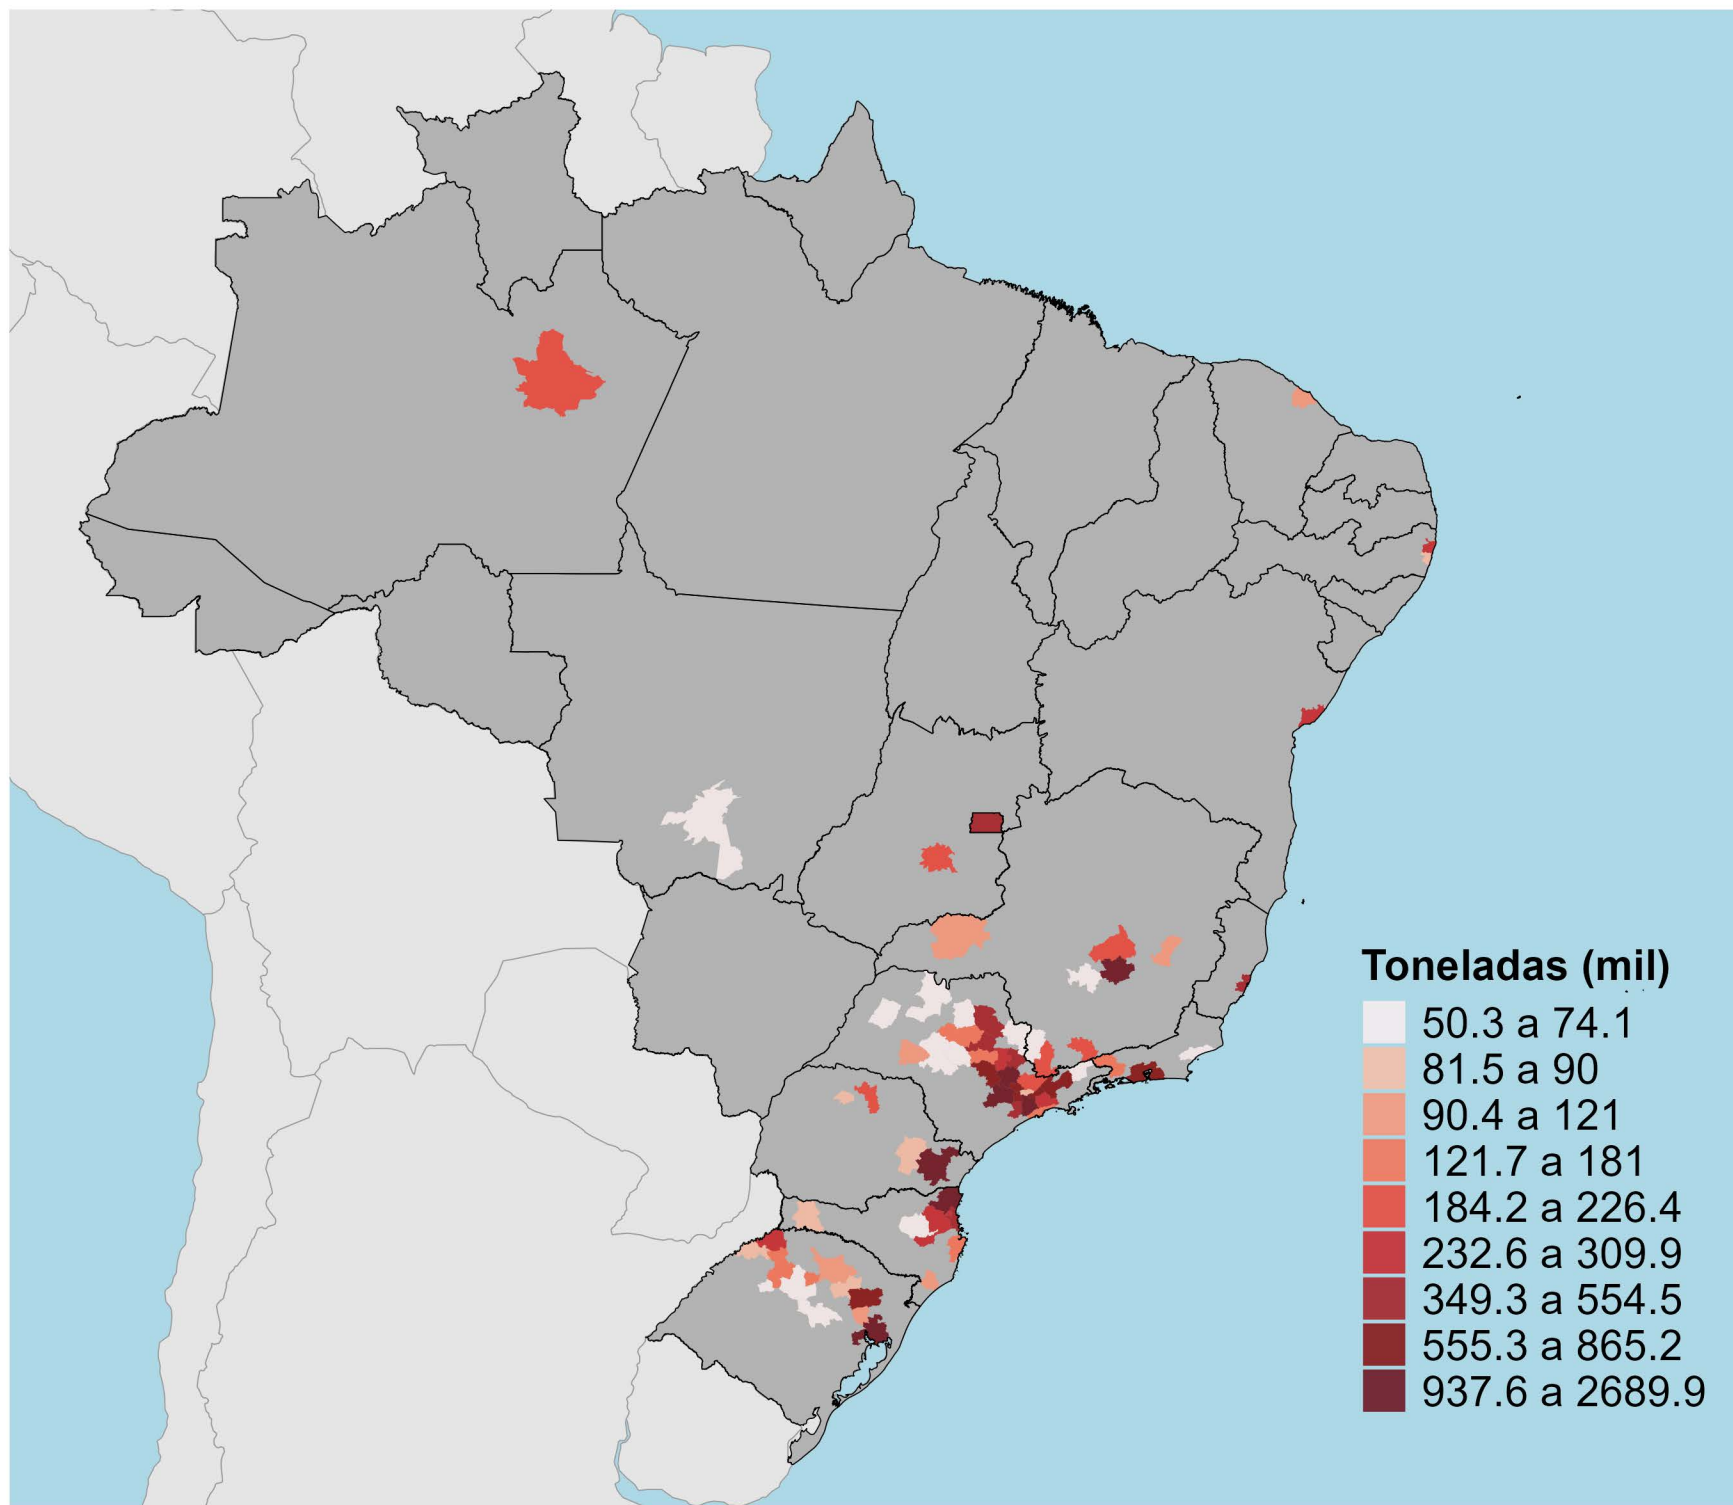 Toneladas (mil)
50.3 a 74.1
81.5 a 90
90.4 a 121
121.7 a 181
184.2 a 226.4
232.6 a 309.9
349.3 a 554.5
555.3 a 865.2
937.6 a 2689.9